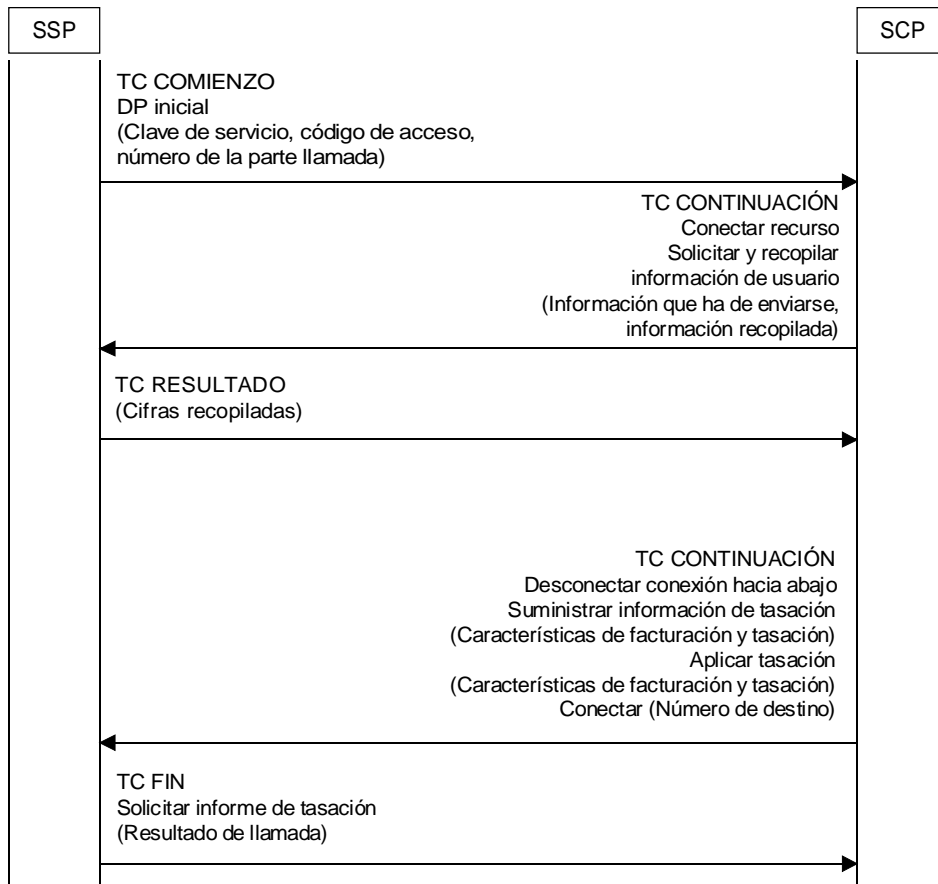 SSP
SCP
TC COMIENZO
DP inicial
(Clave de servicio, código de acceso,
número de la parte llamada)
TC CONTINUACIÓN
Conectar recurso
Solicitar y recopilar
información de usuario
(Información que ha de enviarse,
información recopilada)
TC RESULTADO
(Cifras recopiladas)
TC CONTINUACIÓN
Desconectar conexión hacia abajo
Suministrar información de tasación
(Características de facturación y tasación)
Aplicar tasación
(Características de facturación y tasación)
Conectar (Número de destino)
TC FIN
Solicitar informe de tasación
(Resultado de llamada)